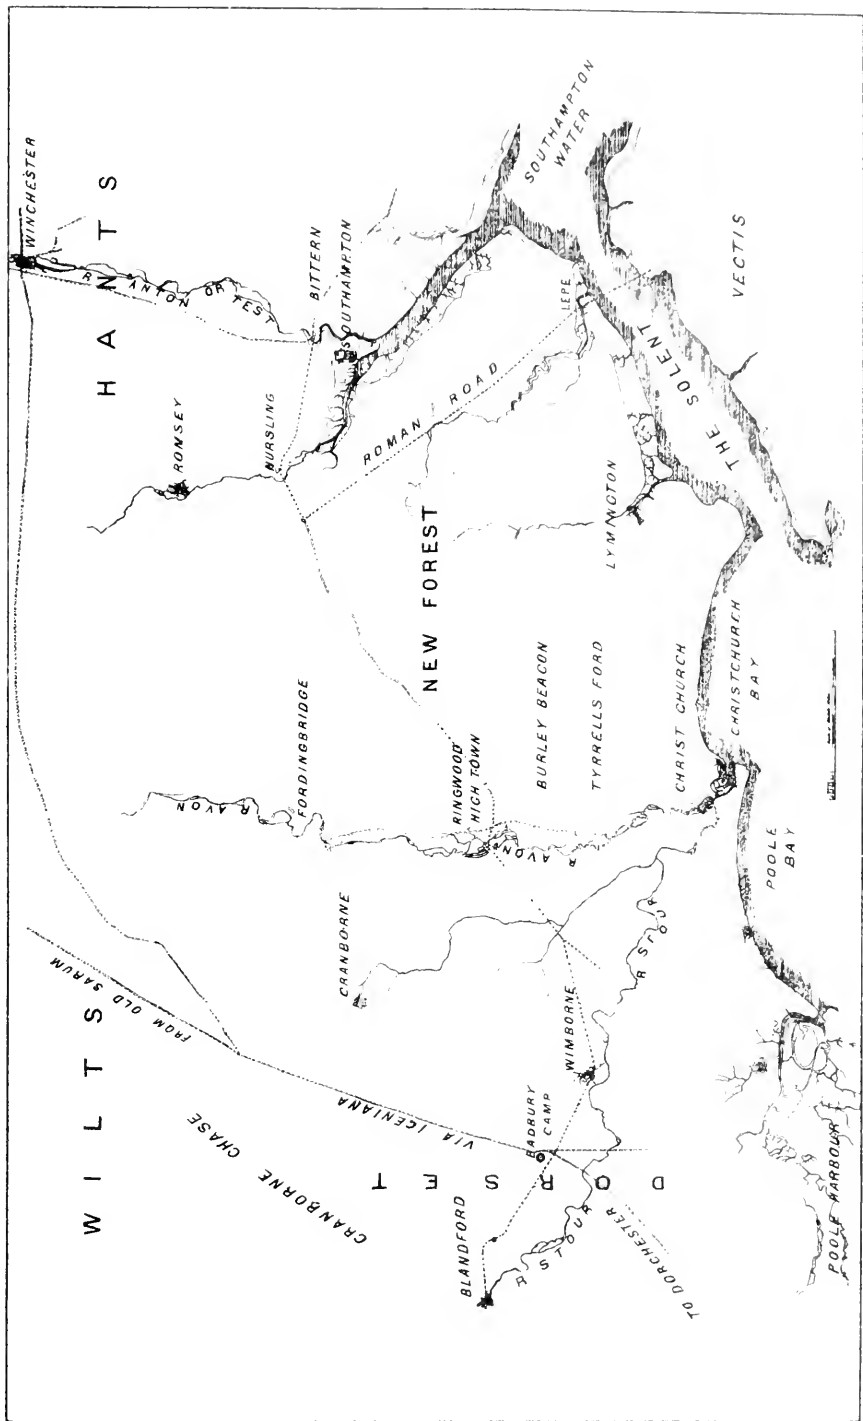 WILTS
HANTS
WINCHESTER
R ANTON OR TEST
ROMSEY
NURSLING
BITTERN
SOUTHAMPTON
SOUTHAMPTON
WATER
ROMAN ROAD
LEPE
THE SOLENT
VECTIS
NEW FOREST
LYMINGTON
FORDINGBRIDGE
R AVON
RINGWOOD
HIGH TOWN
R AVON
BURLEY BEACON
TYRRELLS FORD
CHRIST CHURCH
CHRISTCHURCH
BAY
POOLE
BAY
FROM OLD SARUM
CRANBORNE CHASE
VIA ICENIANA
CRANBORNE
WIMBORNE
R STOUR
BADBURY
CAMP
DORSET
BLANDFORD
R STOUR
TO DORCHESTER
POOLE HARBOUR